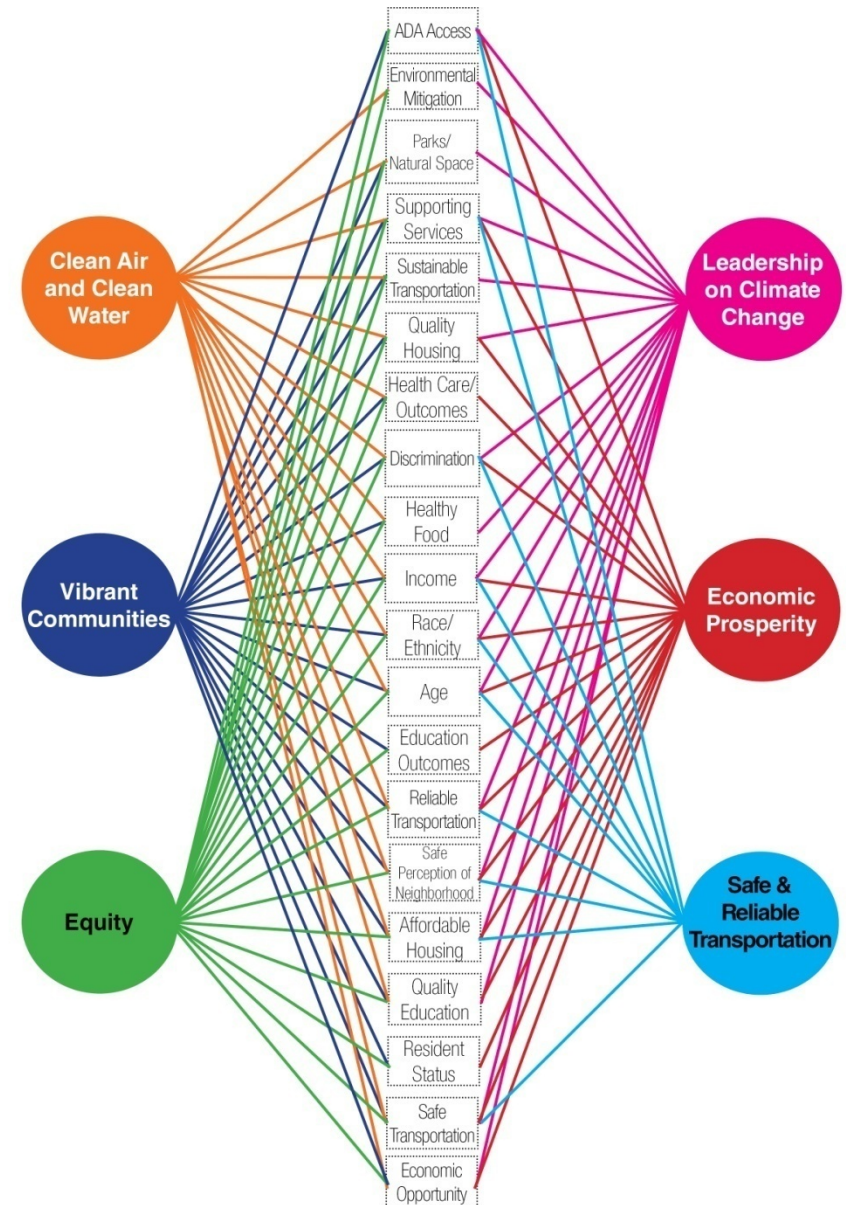 ADA Access
Environmental
Mitigation
Parks/
Natural Space
Supporting
Services
Sustainable
Transportation
Quality
Housing
Health Care/
Outcomes
Discrimination
Healthy
Food
Income
Race/
Ethnicity
Age
Education
Outcomes
Reliable
Transportation
Safe
Perception of
Neighborhood
Affordable
Housing
Quality
Education
Resident
Status
Safe
Transportation
Economic
Opportunity
Clean Air
and Clean
Water
Vibrant
Communities
Equity
Leadership
on Climate
Change
Economic
Prosperity
Safe &
Reliable
Transportation